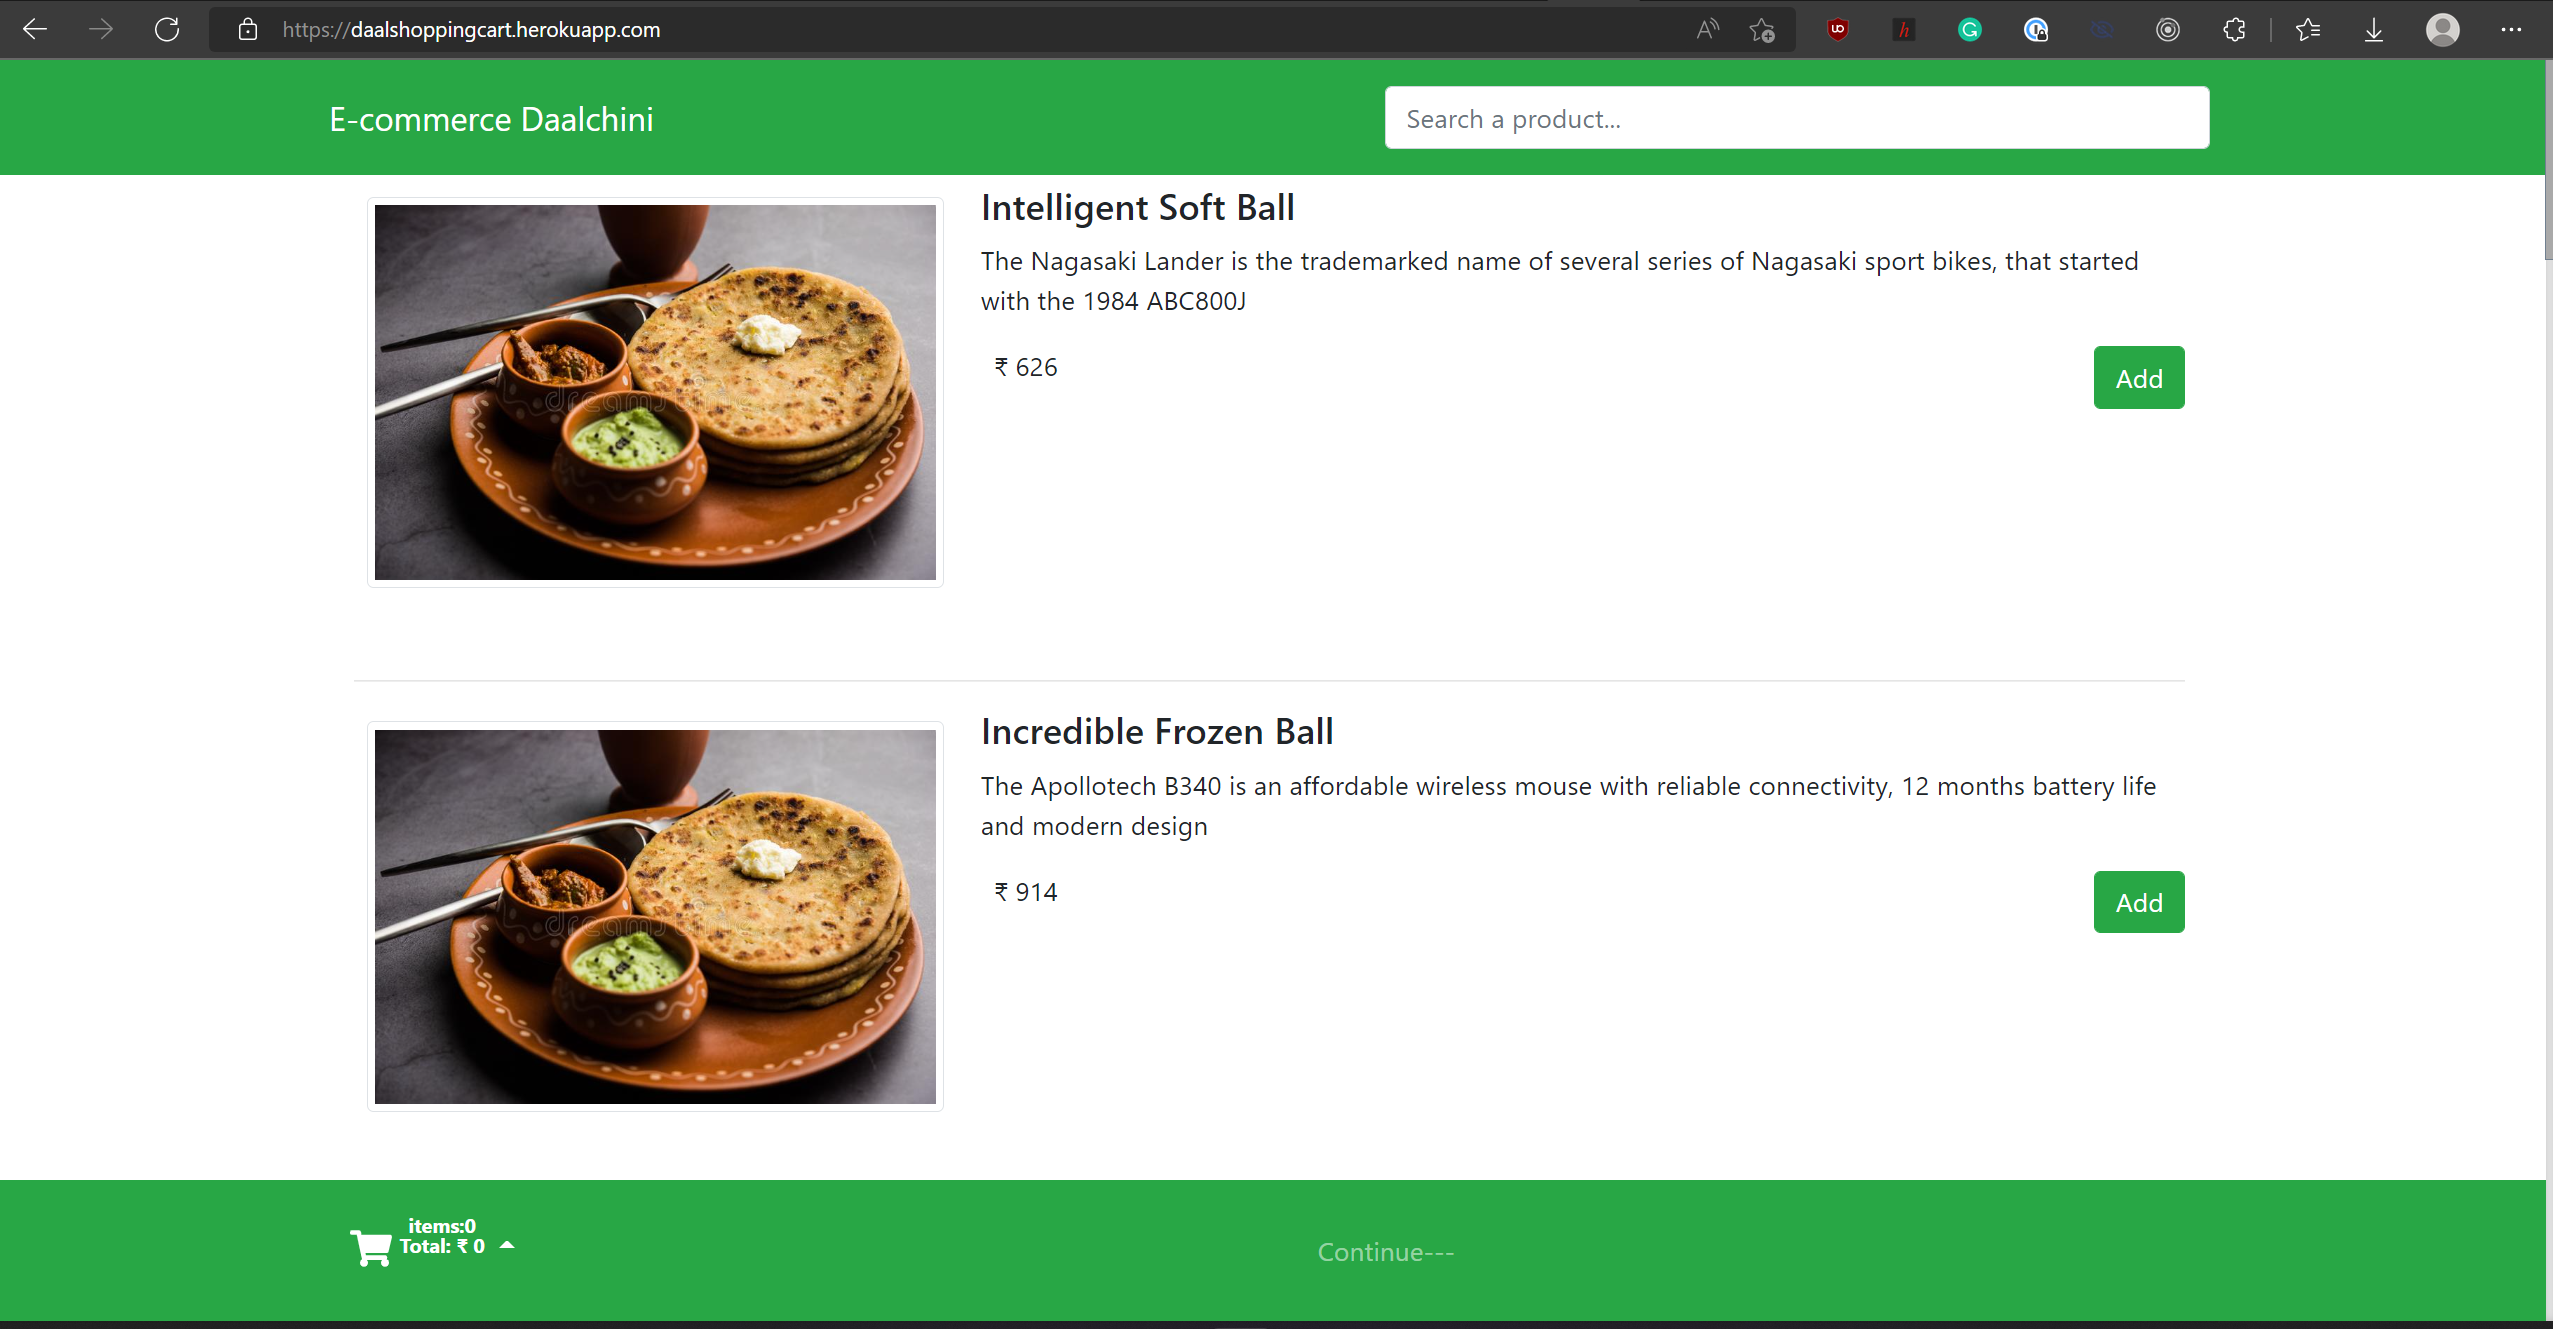 https://daalshoppingcart.herokuapp.com
E-commerce Daalchini
Search a product...
Intelligent Soft Ball
The Nagasaki Lander is the trademarked name of several series of Nagasaki sport bikes, that started
with the 1984 ABC800J
₹ 626
Add
dreamstime
Incredible Frozen Ball
The Apollotech B340 is an affordable wireless mouse with reliable connectivity, 12 months battery life
and modern design
₹ 914
Add
dreamstime
items:0
Total: ₹ 0
Continue---